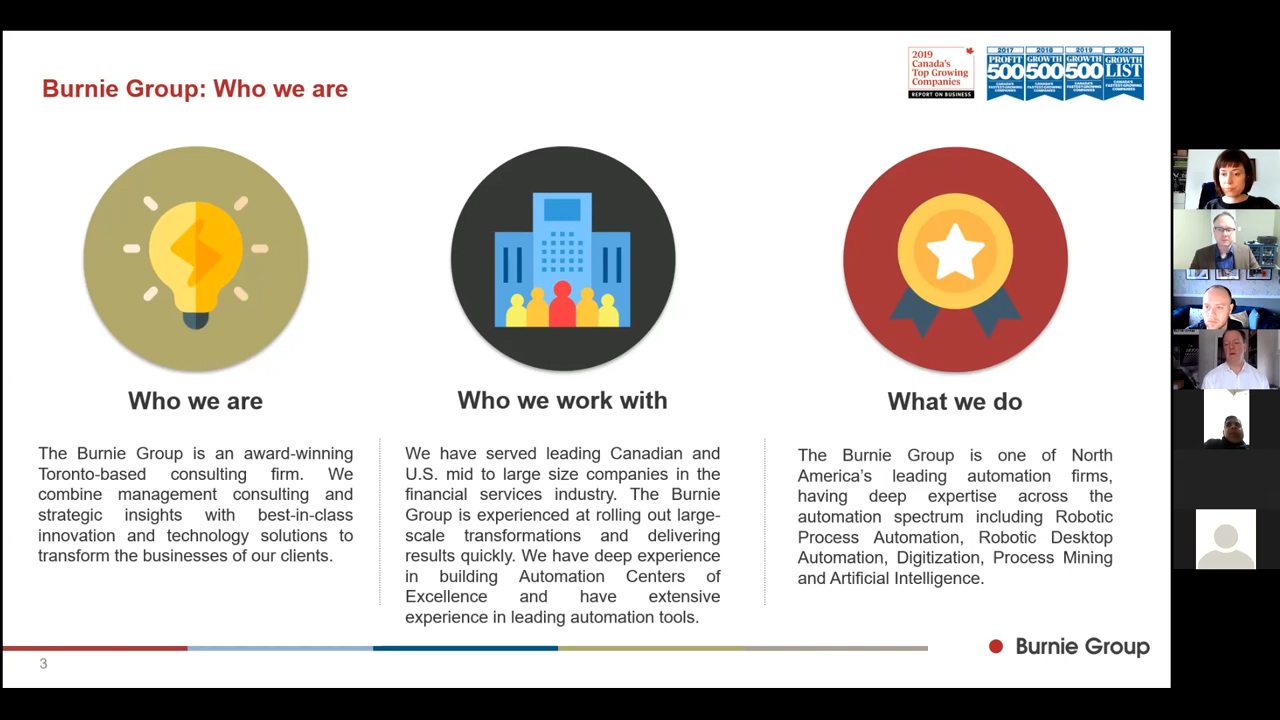 Burnie Group: Who we are
2019
Canada's
Top Growing
Companies
REPORT ON BUSINESS
2017
PROFIT
500
CANADA'S
FASTEST-GROWING
COMPANIES
2018
GROWTH
500
CANADA'S
FASTEST-GROWING
COMPANIES
2019
GROWTH
500
CANADA'S
FASTEST-GROWING
COMPANIES
2020
GROWTH
LIST
CANADA'S
FASTEST-GROWING
COMPANIES
Who we are
The Burnie Group is an award-winning
Toronto-based consulting firm. We
combine management consulting and
strategic insights with best-in-class
innovation and technology solutions to
transform the businesses of our clients.
Who we work with
We have served leading Canadian and
U.S. mid to large size companies in the
financial services industry. The Burnie
Group is experienced at rolling out large-
scale transformations and delivering
results quickly. We have deep experience
in building Automation Centers of
Excellence and have extensive
experience in leading automation tools.
What we do
The Burnie Group is one of North
America's leading automation firms,
having deep expertise across the
automation spectrum including Robotic
Process Automation, Robotic Desktop
Automation, Digitization, Process Mining
and Artificial Intelligence.
3
Burnie Group